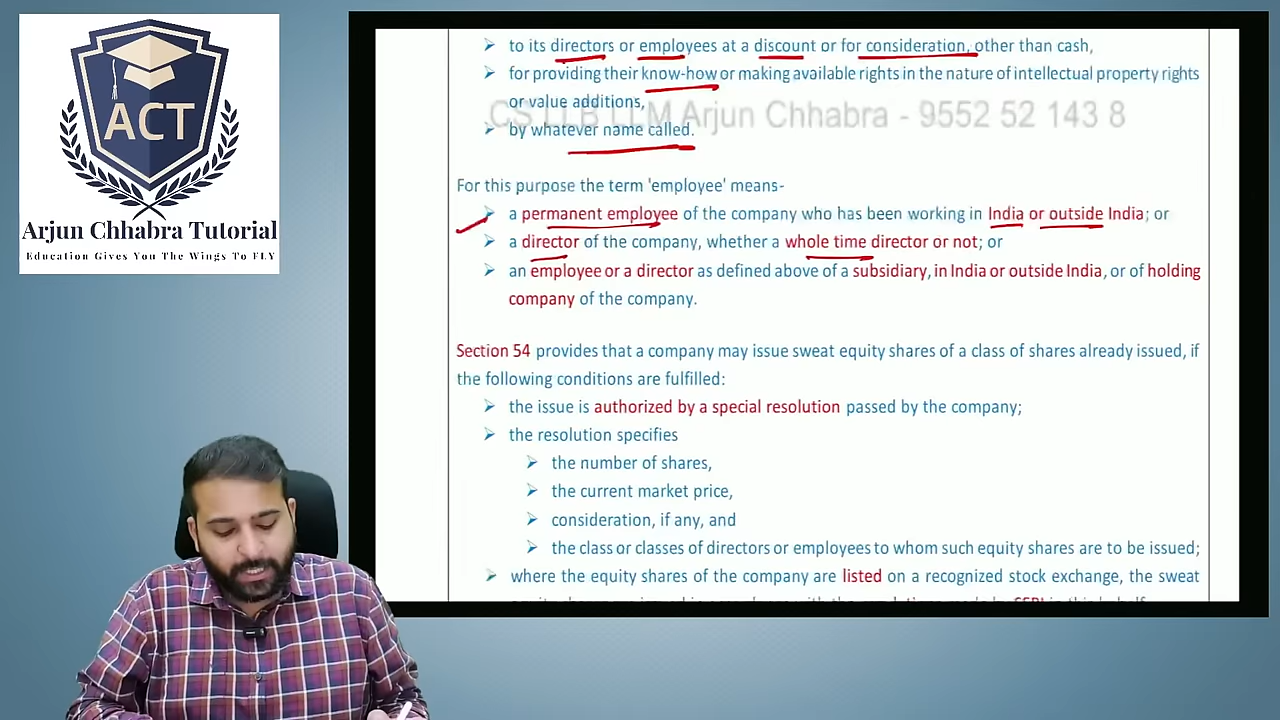 ACT
Arjun Chhabra Tutorial
Education Gives You The Wings To FLY
to its directors or employees at a discount or for consideration, other than cash,
for providing their know-how or making available rights in the nature of intellectual property rights
or value additions,
CS LLB LLM Arjun Chhabra - 9552 52 143 8
by whatever name called.
For this purpose the term 'employee' means-
a permanent employee of the company who has been working in India or outside India; or
a director of the company, whether a whole time director or not; or
an employee or a director as defined above of a subsidiary, in India or outside India, or of holding
company of the company.
Section 54 provides that a company may issue sweat equity shares of a class of shares already issued, if
the following conditions are fulfilled:
the issue is authorized by a special resolution passed by the company;
the resolution specifies
the number of shares,
the current market price,
consideration, if any, and
the class or classes of directors or employees to whom such equity shares are to be issued;
where the equity shares of the company are listed on a recognized stock exchange, the sweat